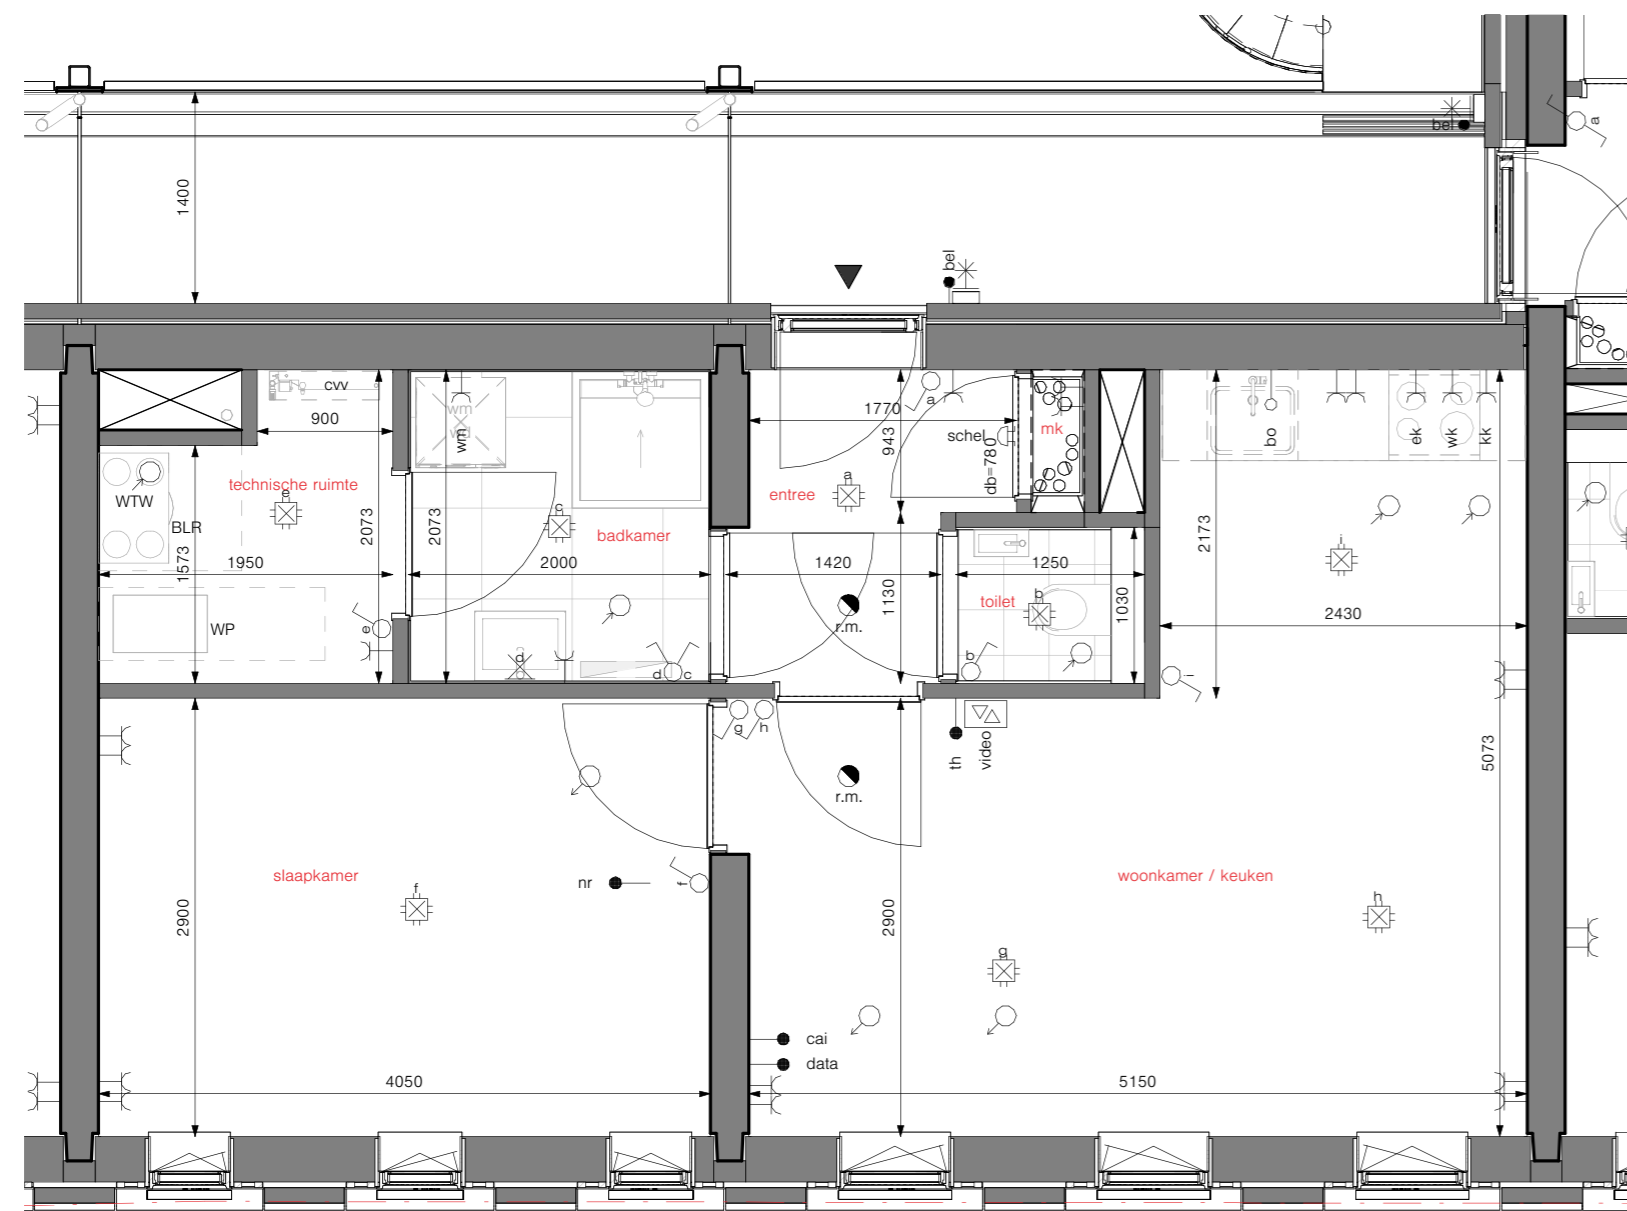 bel
a
1400
bel
cvv
900
wm
wm
wm
1770
a
943
schel
mk
db=780
bo
ek
wk
kk
technische ruimte
e
WTW
BLR
1573
1950
2073
2073
c
badkamer
2000
entree
a
1420
1130
r.m.
1250
toilet
b
1030
2173
i
2430
WP
e
d
d
c
b
i
g
h
th
video
r.m.
5073
slaapkamer
f
nr
f
2900
2900
woonkamer / keuken
h
g
cai
data
4050
5150